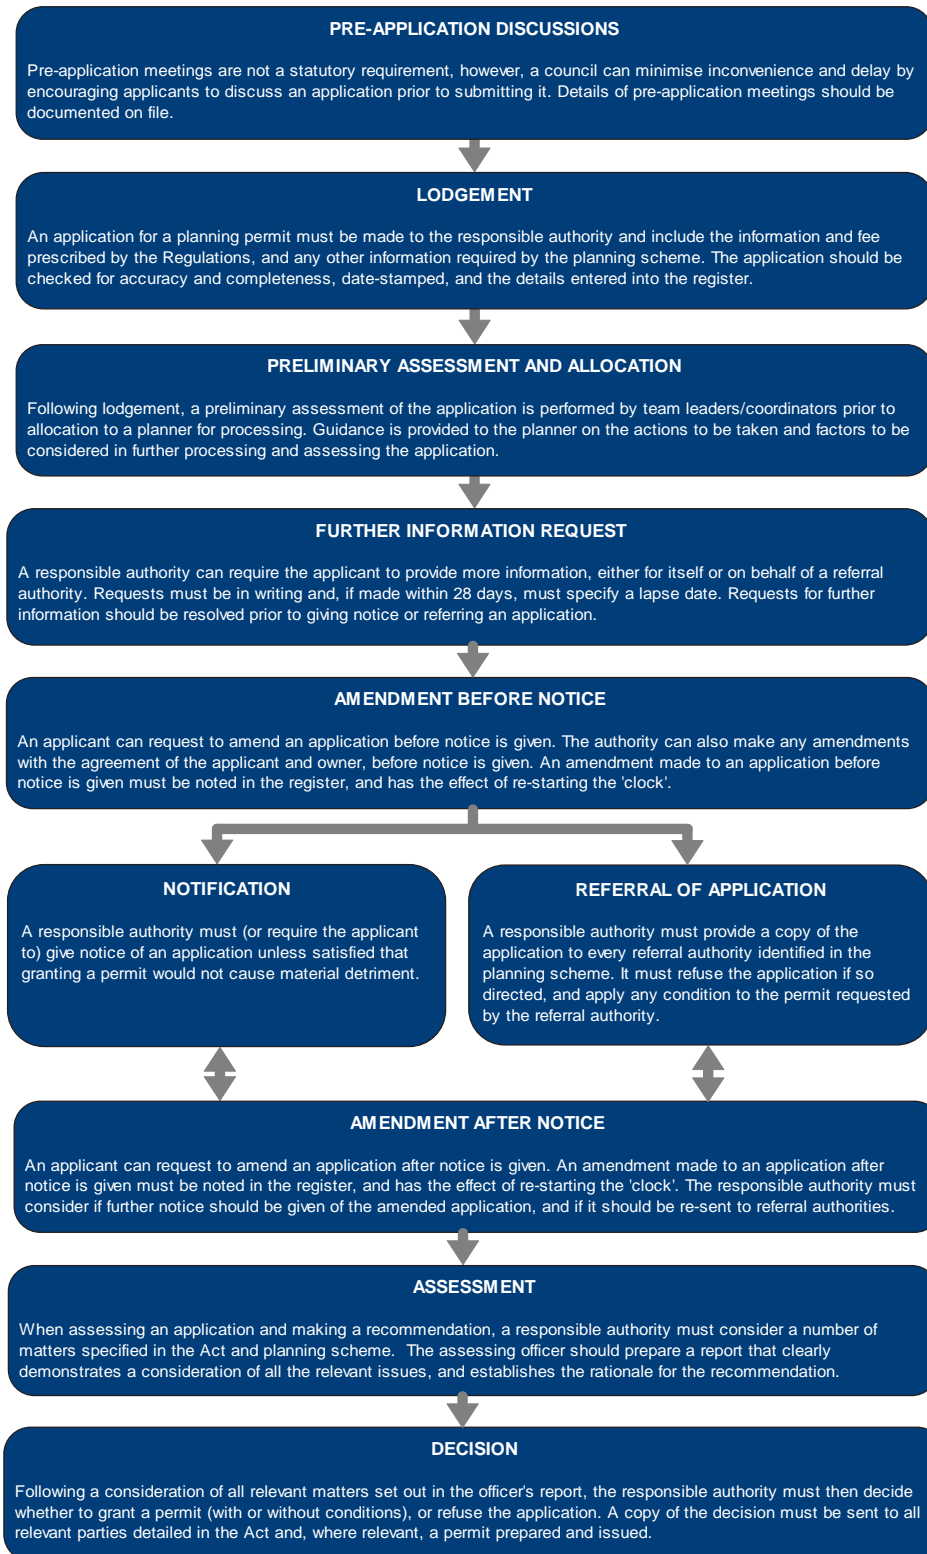 PRE-APPLICATION DISCUSSIONS
Pre-application meetings are not a statutory requirement, however, a council can minimise inconvenience and delay by
encouraging applicants to discuss an application prior to submitting it. Details of pre-application meetings should be
documented on file.
LODGEMENT
An application for a planning permit must be made to the responsible authority and include the information and fee
prescribed by the Regulations, and any other information required by the planning scheme. The application should be
checked for accuracy and completeness, date-stamped, and the details entered into the register.
PRELIMINARY ASSESSMENT AND ALLOCATION
Following lodgement, a preliminary assessment of the application is performed by team leaders/coordinators prior to
allocation to a planner for processing. Guidance is provided to the planner on the actions to be taken and factors to be
considered in further processing and assessing the application.
FURTHER INFORMATION REQUEST
A responsible authority can require the applicant to provide more information, either for itself or on behalf of a referral
authority. Requests must be in writing and, if made within 28 days, must specify a lapse date. Requests for further
information should be resolved prior to giving notice or referring an application.
AMENDMENT BEFORE NOTICE
An applicant can request to amend an application before notice is given. The authority can also make any amendments
with the agreement of the applicant and owner, before notice is given. An amendment made to an application before
notice is given must be noted in the register, and has the effect of re-starting the 'clock'.
NOTIFICATION
A responsible authority must (or require the applicant
to) give notice of an application unless satisfied that
granting a permit would not cause material detriment.
REFERRAL OF APPLICATION
A responsible authority must provide a copy of the
application to every referral authority identified in the
planning scheme. It must refuse the application if so
directed, and apply any condition to the permit requested
by the referral authority.
AMENDMENT AFTER NOTICE
An applicant can request to amend an application after notice is given. An amendment made to an application after
notice is given must be noted in the register, and has the effect of re-starting the 'clock'. The responsible authority must
consider if further notice should be given of the amended application, and if it should be re-sent to referral authorities.
ASSESSMENT
When assessing an application and making a recommendation, a responsible authority must consider a number of
matters specified in the Act and planning scheme. The assessing officer should prepare a report that clearly
demonstrates a consideration of all the relevant issues, and establishes the rationale for the recommendation.
DECISION
Following a consideration of all relevant matters set out in the officer's report, the responsible authority must then decide
whether to grant a permit (with or without conditions), or refuse the application. A copy of the decision must be sent to all
relevant parties detailed in the Act and, where relevant, a permit prepared and issued.